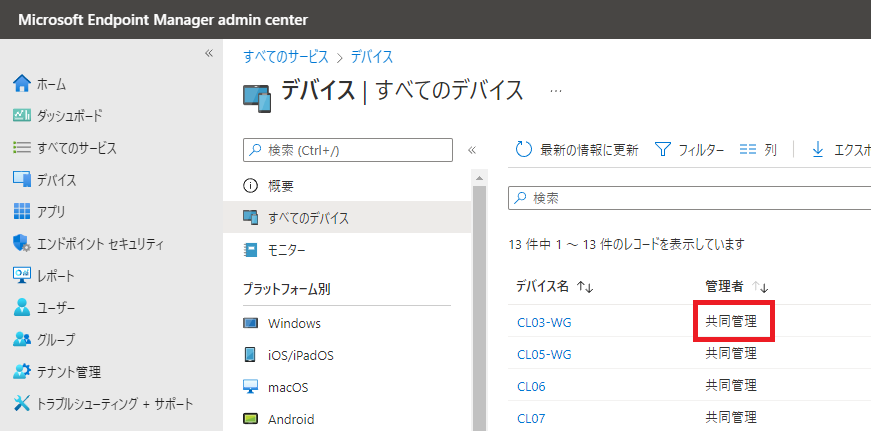 Microsoft Endpoint Manager admin center
«
ホーム
ダッシュボード
すべてのサービス
デバイス
アプリ
エンドポイント セキュリティ
レポート
ユーザー
グループ
テナント管理
トラブルシューティング + サポート
すべてのサービス > デバイス
デバイス | すべてのデバイス ...
検索 (Ctrl+/) «
概要
すべてのデバイス
モニター
プラットフォーム別
Windows
iOS/iPadOS
macOS
Android
最新の情報に更新 フィルター 列 エクスポ
検索
13 件中 1 ～ 13 件のレコードを表示しています
デバイス名 ↑↓ 管理者 ↑↓
CL03-WG 共同管理
CL05-WG 共同管理
CL06 共同管理
CL07 共同管理